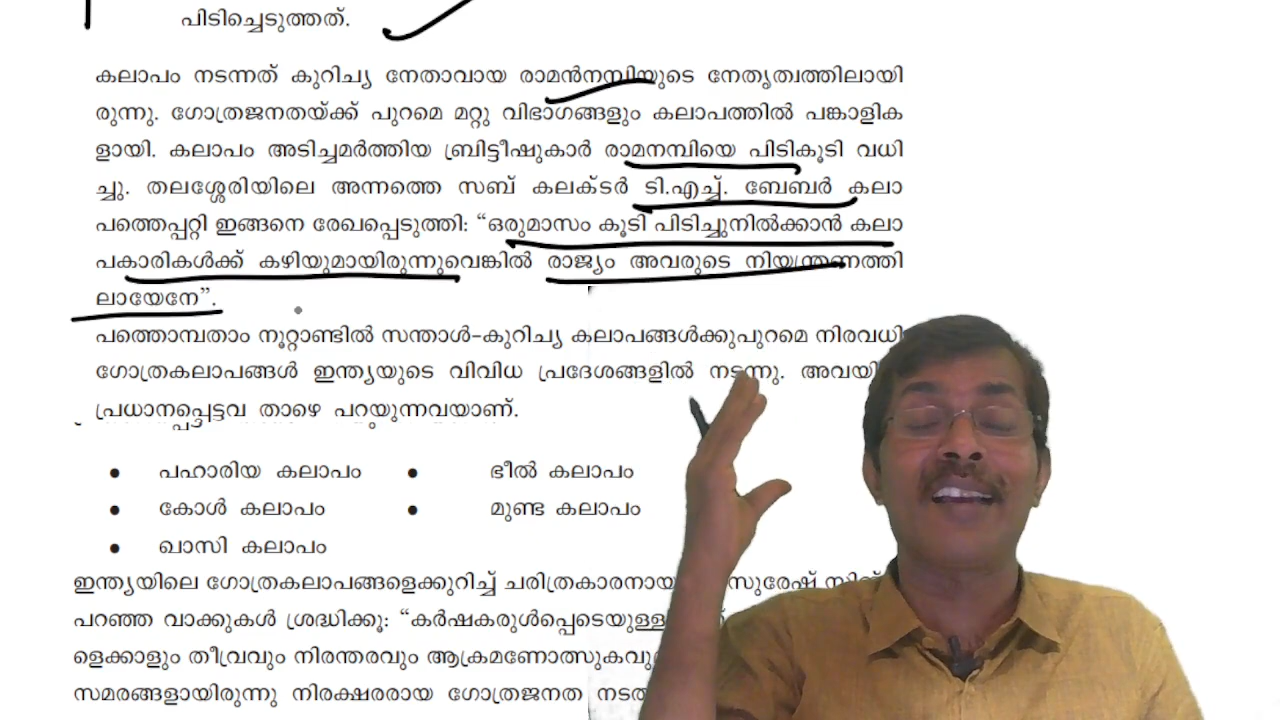 പിടിച്ചെടുത്തത്.
കലാപം നടന്നത് കുറിച്യ നേതാവായ രാമൻനമ്പിയുടെ നേതൃത്വത്തിലായി
രുന്നു. ഗോത്രജനതയ്ക്ക് പുറമെ മറ്റു വിഭാഗങ്ങളും കലാപത്തിൽ പങ്കാളിക
ളായി. കലാപം അടിച്ചമർത്തിയ ബ്രിട്ടീഷുകാർ രാമനമ്പിയെ പിടികൂടി വധി
ച്ചു. തലശ്ശേരിയിലെ അന്നത്തെ സബ് കലക്ടർ ടി.എച്ച്. ബേബർ കലാ
പത്തെപ്പറ്റി ഇങ്ങനെ രേഖപ്പെടുത്തി: “ഒരുമാസം കൂടി പിടിച്ചുനിൽക്കാൻ കലാ
പകാരികൾക്ക് കഴിയുമായിരുന്നുവെങ്കിൽ രാജ്യം അവരുടെ നിയന്ത്രണത്തി
ലായേനേ”.
പത്തൊമ്പതാം നൂറ്റാണ്ടിൽ സന്താൾ-കുറിച്യ കലാപങ്ങൾക്കുപുറമെ നിരവധി
ഗോത്രകലാപങ്ങൾ ഇന്ത്യയുടെ വിവിധ പ്രദേശങ്ങളിൽ നടന്നു.
പ്രധാനപ്പെട്ടവ താഴെ പറയുന്നവയാണ്.
• പഹാരിയ കലാപം • ഭീൽ കലാപം
• കോൾ കലാപം • മുണ്ട കലാപം
• ഖാസി കലാപം
ഇന്ത്യയിലെ ഗോത്രകലാപങ്ങളെക്കുറിച്ച് ചരിത്രകാരനായ സുരേഷ്
പറഞ്ഞ വാക്കുകൾ ശ്രദ്ധിക്കൂ: “കർഷകരുൾപ്പെടെയുള്ള
ളെക്കാളും തീവ്രവും നിരന്തരവും
സമരങ്ങളായിരുന്നു നിരക്ഷരരായ ഗോത്രജനത